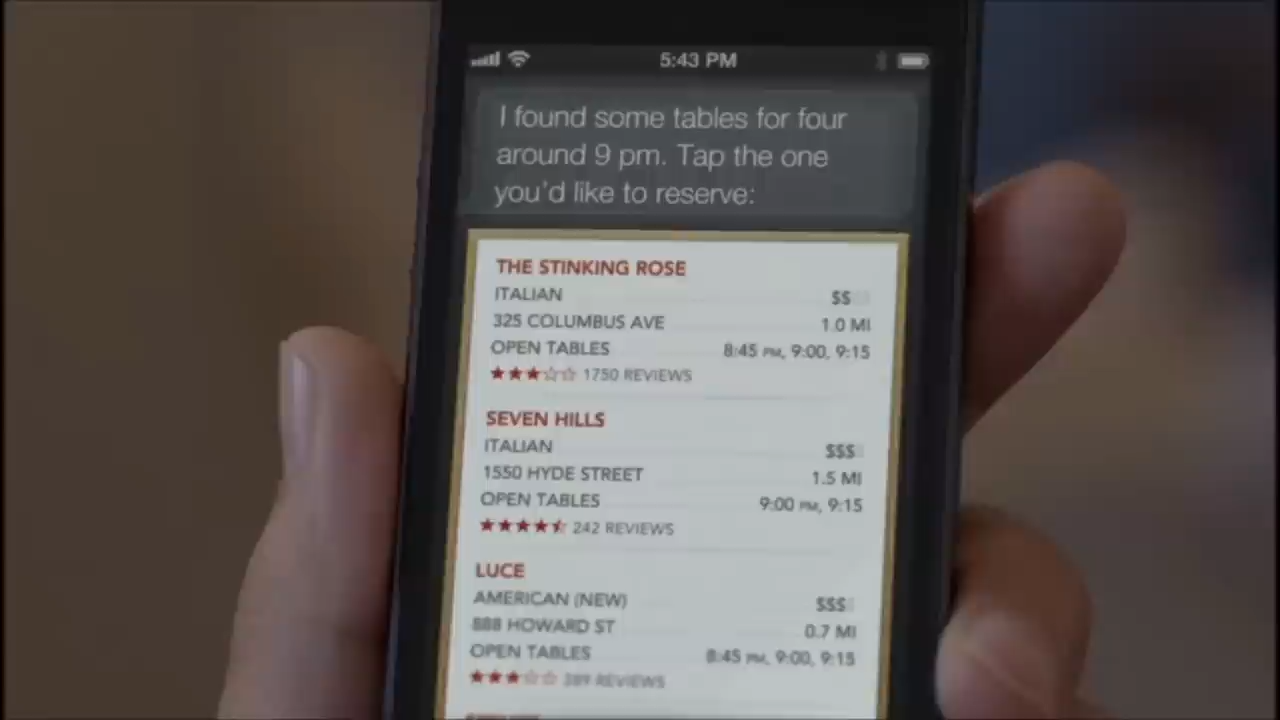 5:43 PM
I found some tables for four
around 9 pm. Tap the one
you'd like to reserve:
THE STINKING ROSE
ITALIAN $$
325 COLUMBUS AVE 1.0 MI
OPEN TABLES 8:45 PM, 9:00, 9:15
1750 REVIEWS
SEVEN HILLS
ITALIAN $$$
1550 HYDE STREET 1.5 MI
OPEN TABLES 9:00 PM, 9:15
242 REVIEWS
LUCE
AMERICAN (NEW) $$$
888 HOWARD ST 0.7 MI
OPEN TABLES 8:45 PM, 9:00, 9:15
389 REVIEWS